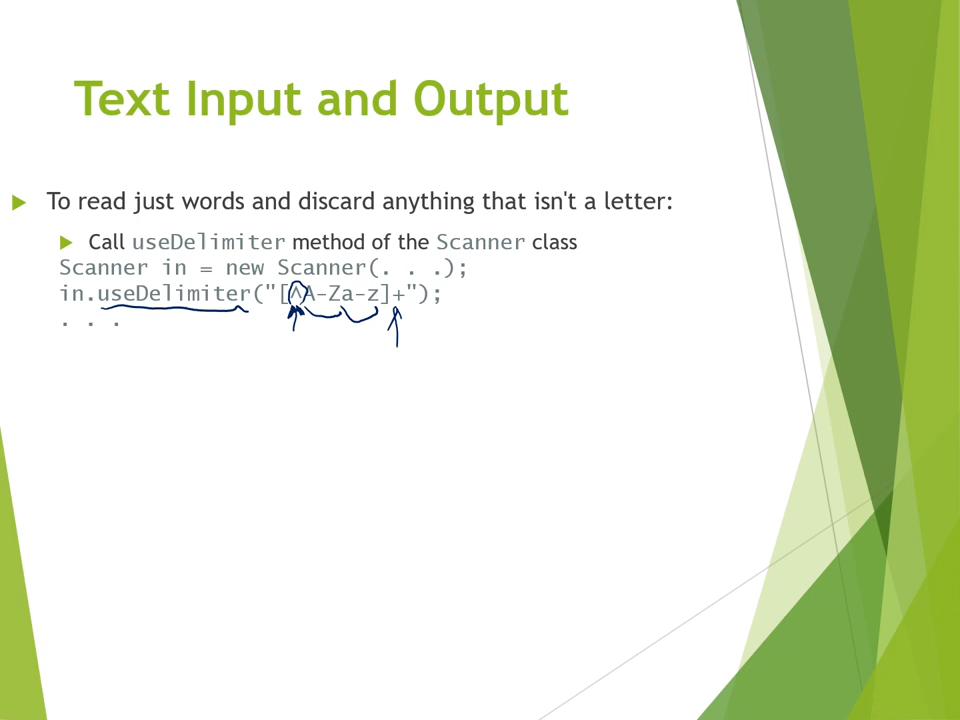 Text Input and Output
To read just words and discard anything that isn't a letter:
Call useDelimiter method of the Scanner class
Scanner in = new Scanner(. . .);
in.useDelimiter("[^A-Za-z]+");
. . .